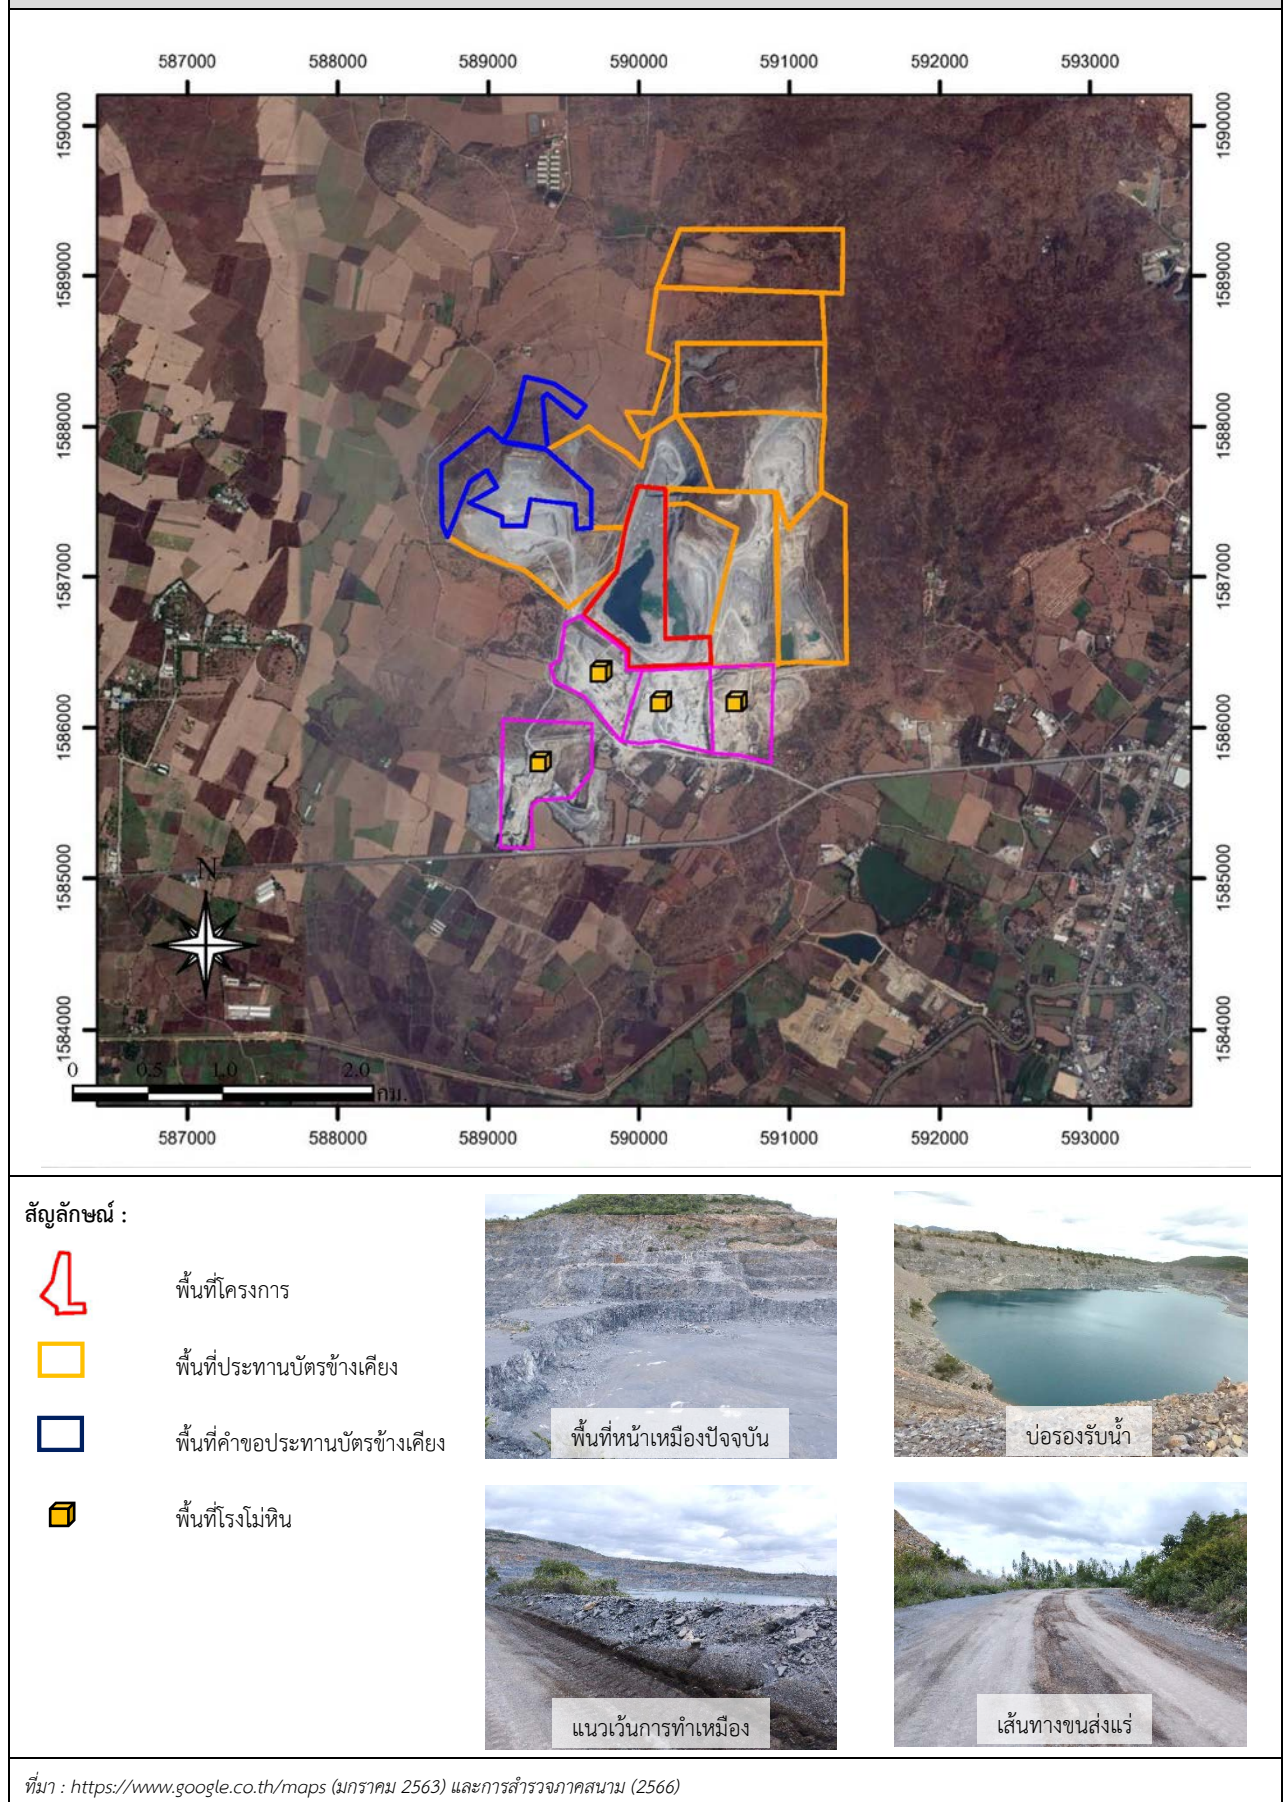 587000 588000 589000 590000 591000 592000 593000
1590000 1590000
1589000 1589000
1588000 1588000
1587000 1587000
1586000 1586000
1585000 1585000
N
1584000 1584000
0 0.5 1.0 2.0
กม.
587000 588000 589000 590000 591000 592000 593000
สัญลักษณ์ :
พื้นที่โครงการ
พื้นที่ประทานบัตรข้างเคียง
พื้นที่คำขอประทานบัตรข้างเคียง
พื้นที่โรงโม่หิน
พื้นที่หน้าเหมืองปัจจุบัน
บ่อรองรับน้ำ
แนวเว้นการทำเหมือง
เส้นทางขนส่งแร่
ที่มา : https://www.google.co.th/maps (มกราคม 2563) และการสำรวจภาคสนาม (2566)